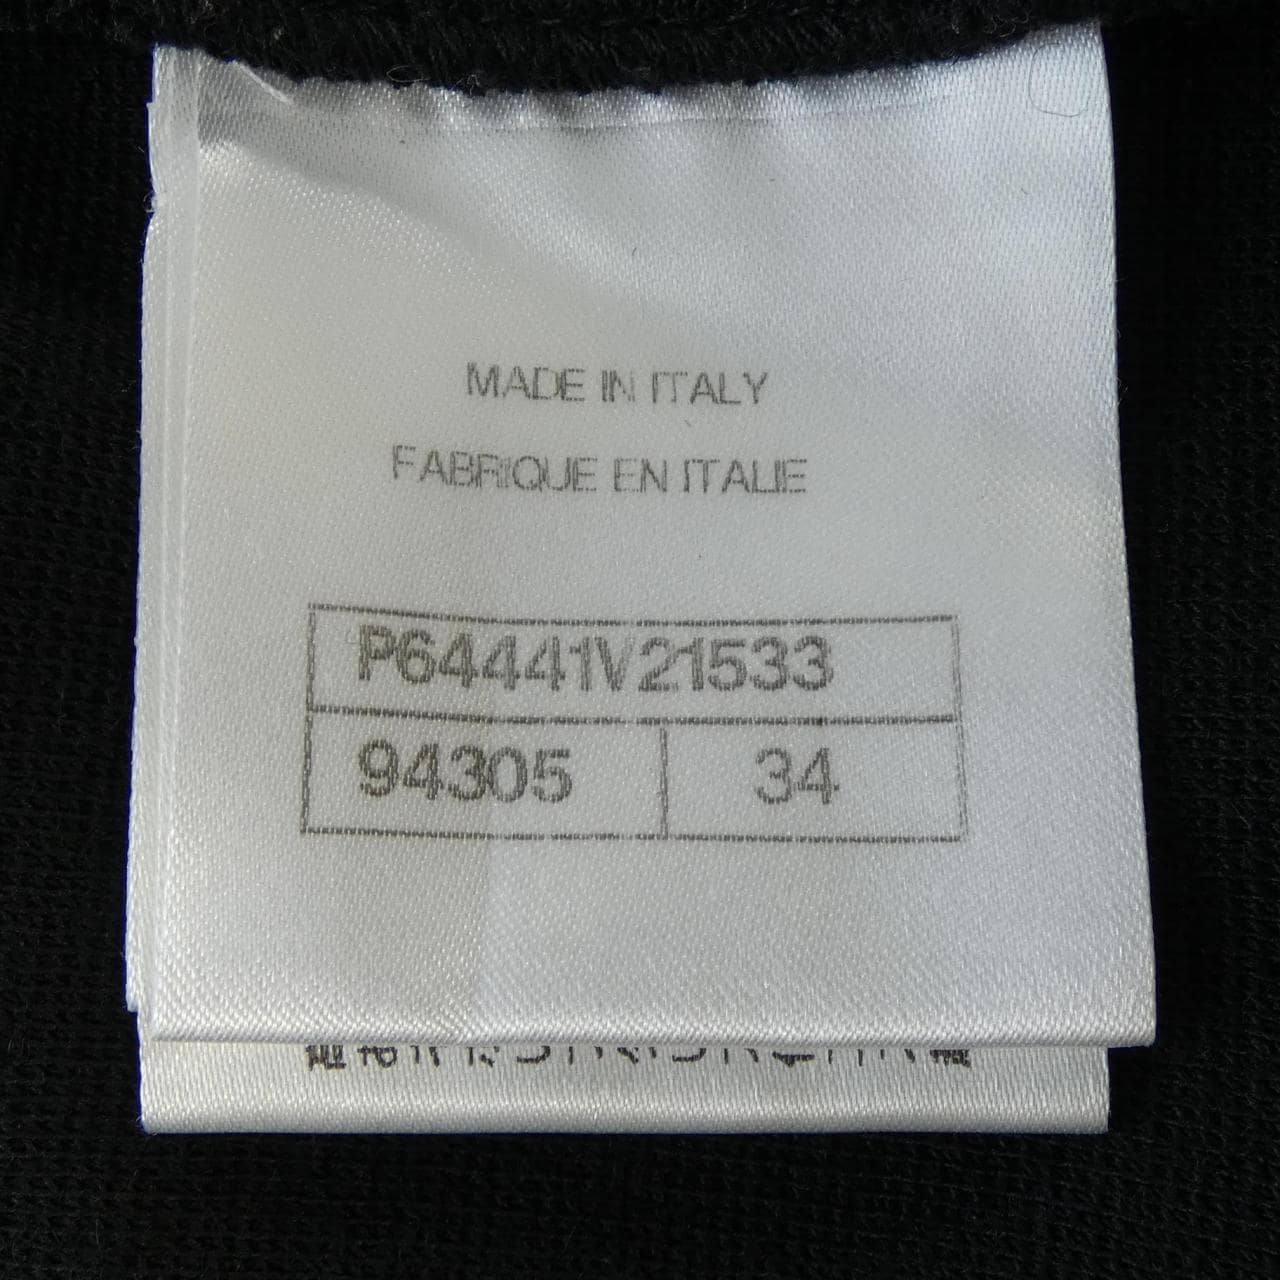 MADE IN ITALY
FABRIQUE EN ITALIE
P64441V21533
94305 34